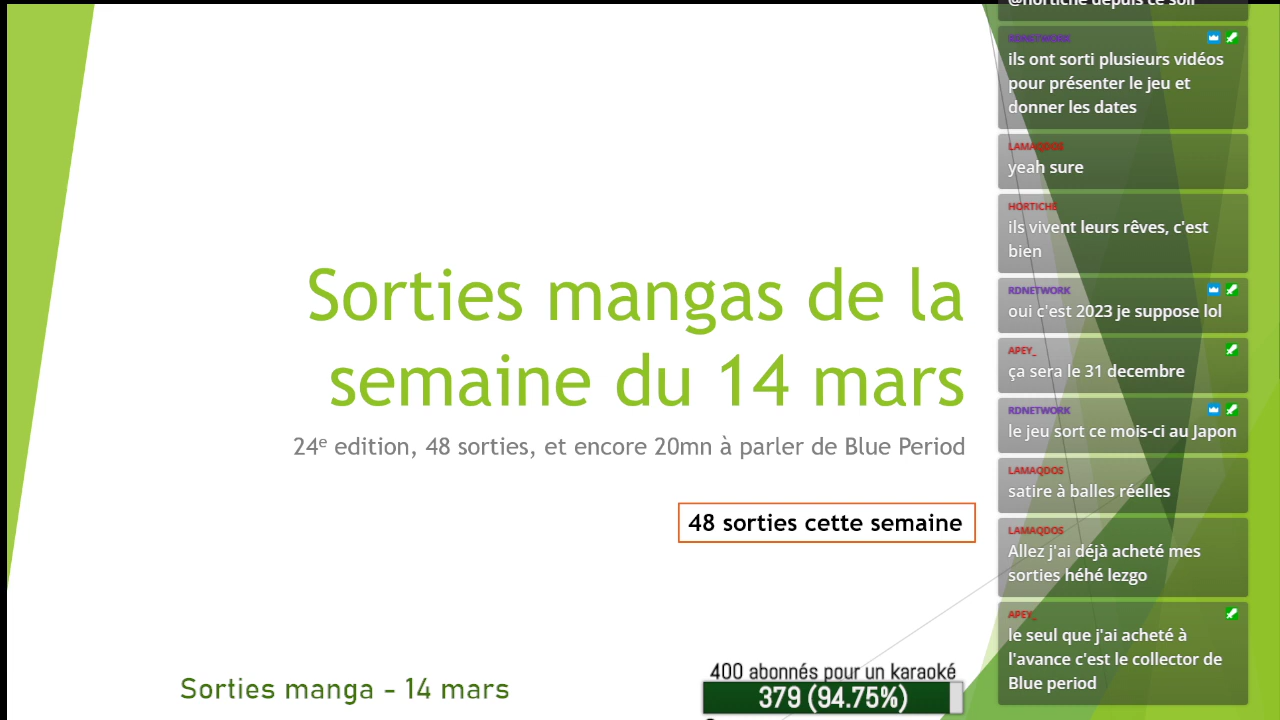 Sorties mangas de la
semaine du 14 mars
24e edition, 48 sorties, et encore 20mn à parler de Blue Period
48 sorties cette semaine
Sorties manga - 14 mars
400 abonnés pour un karaoké
379 (94.75%)
@hortiche depuis ce soir
RDNETWORK
ils ont sorti plusieurs vidéos
pour présenter le jeu et
donner les dates
LAMAQDOS
yeah sure
HORTICHE
ils vivent leurs rêves, c'est
bien
RDNETWORK
oui c'est 2023 je suppose lol
APEY_
ça sera le 31 decembre
RDNETWORK
le jeu sort ce mois-ci au Japon
LAMAQDOS
satire à balles réelles
LAMAQDOS
Allez j'ai déjà acheté mes
sorties héhé lezgo
APEY_
le seul que j'ai acheté à
l'avance c'est le collector de
Blue period